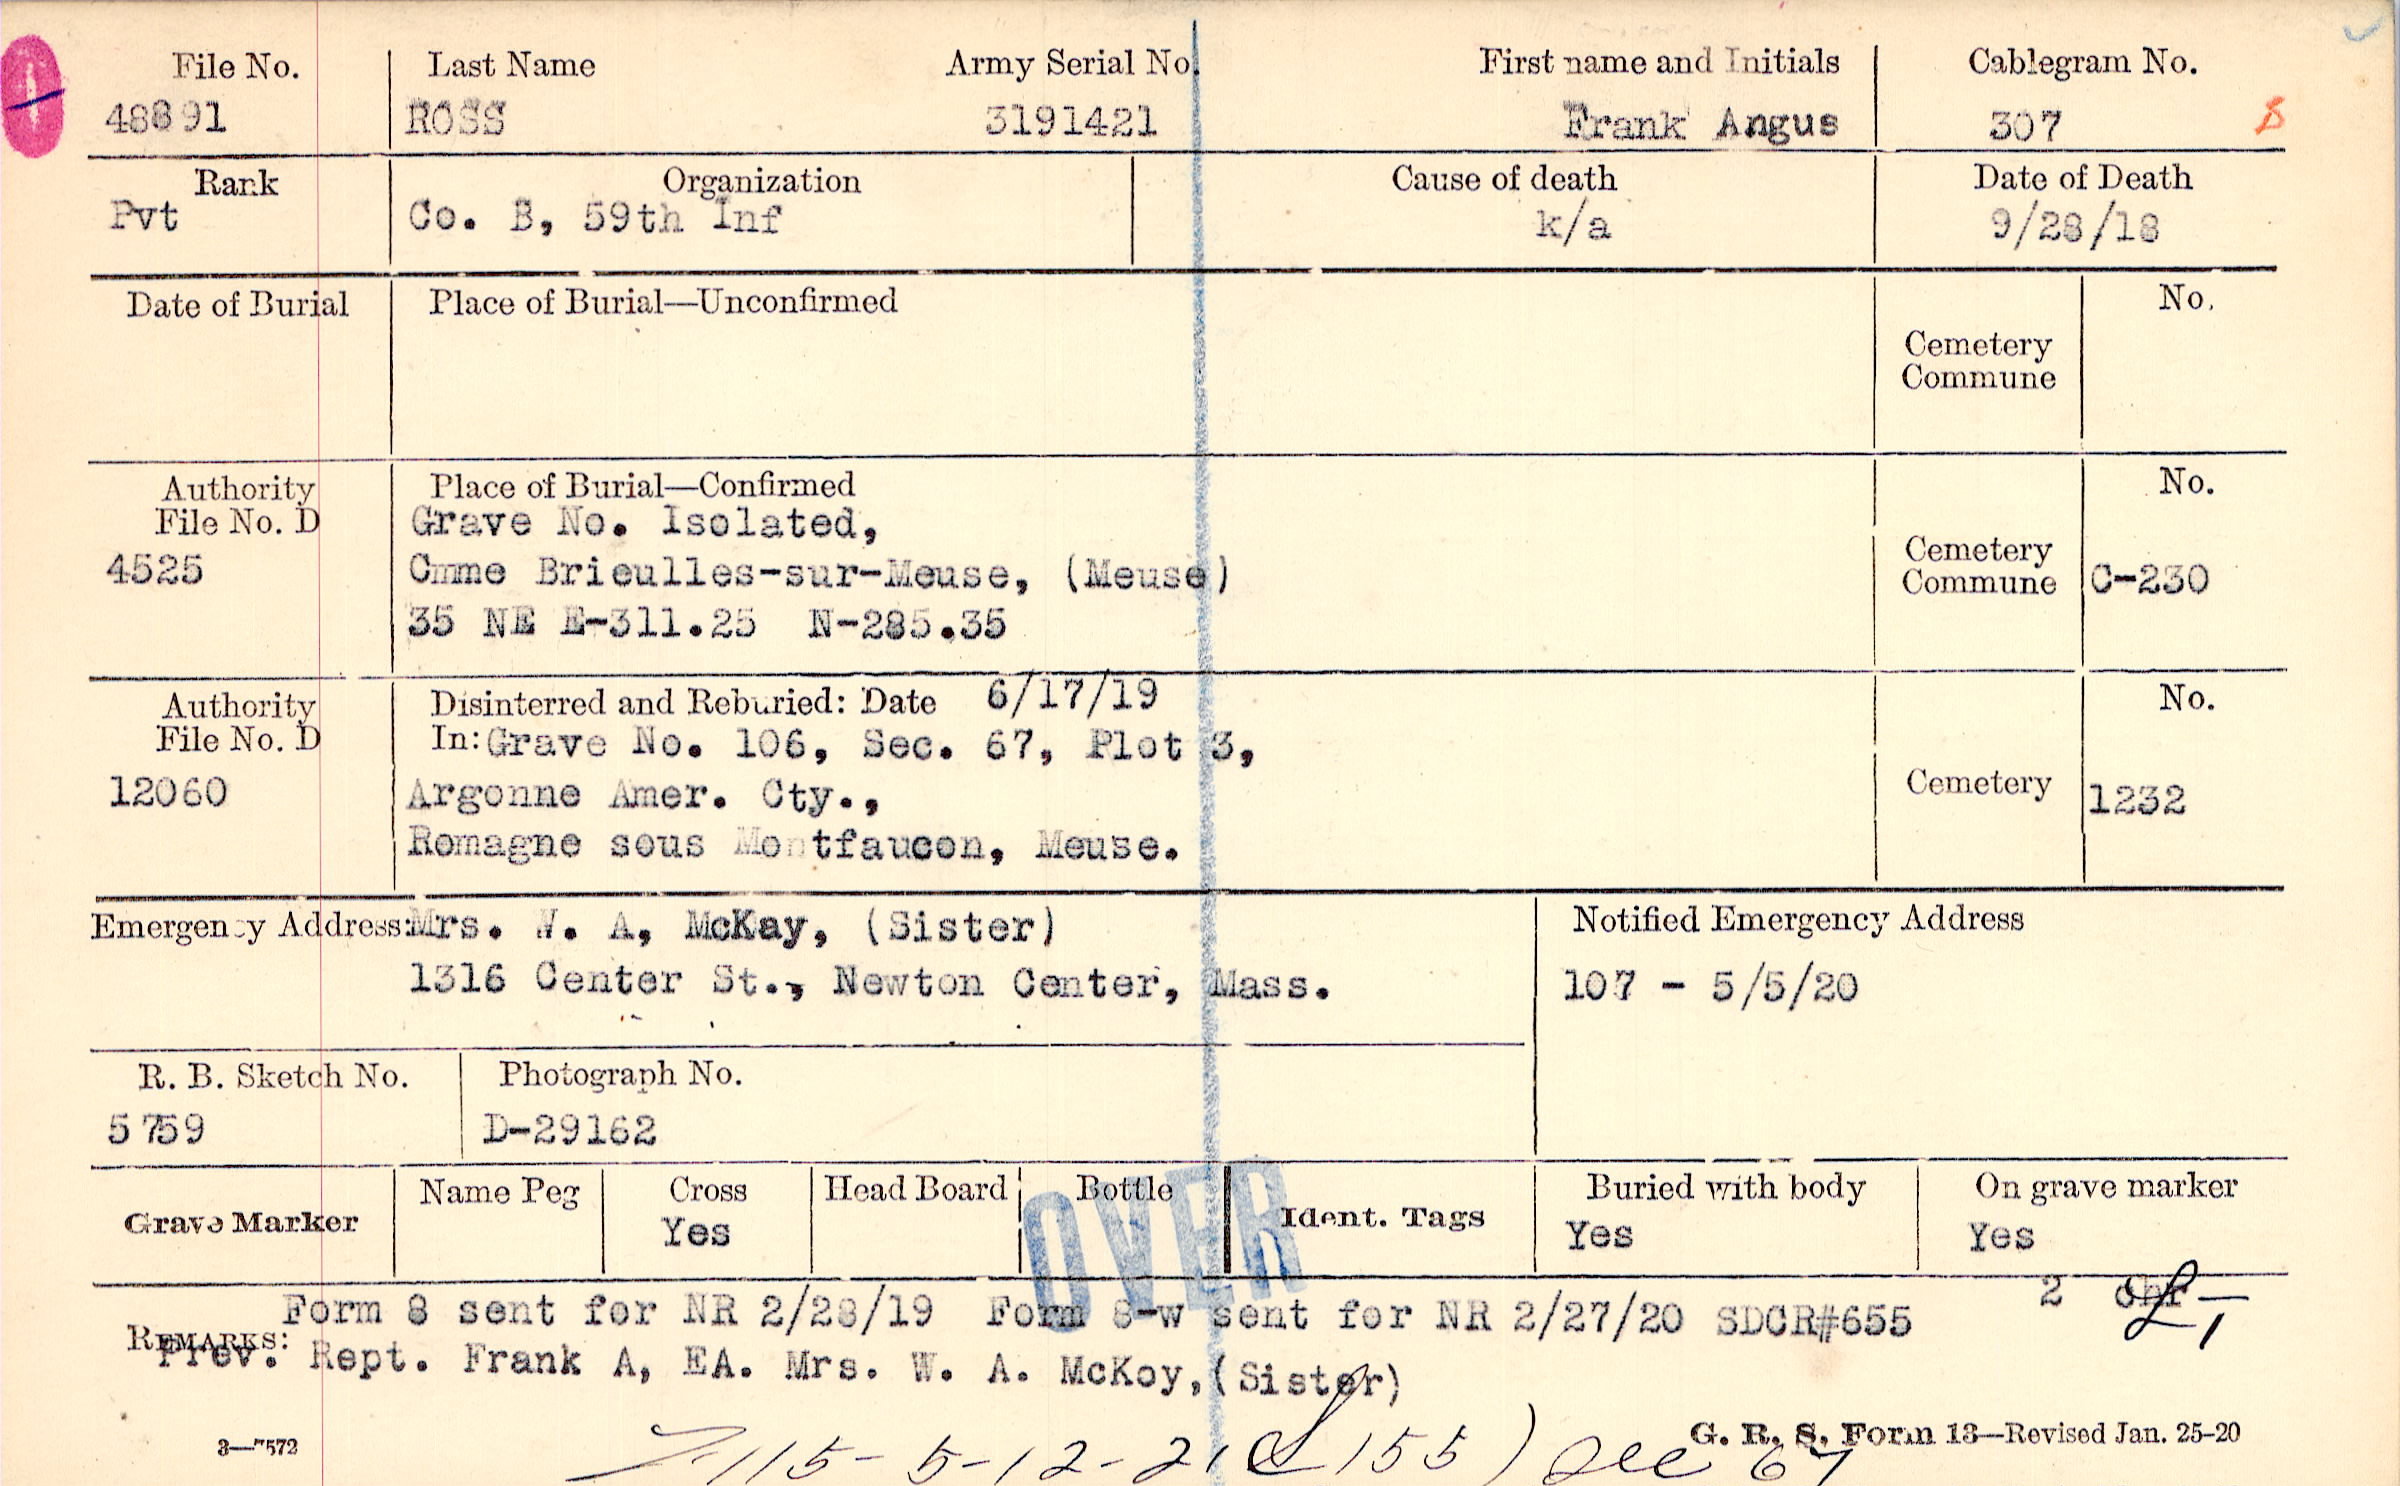 File No. Last Name Army Serial No. First name and Initials Cablegram No.
48891 ROSS 3191421 Frank Angus 307
Rank Organization Cause of death Date of Death
Pvt Co. B, 59th Inf k/a 9/28/18
Date of Burial Place of Burial—Unconfirmed No.
Cemetery
Commune
Authority Place of Burial—Confirmed No.
File No. D Grave No. Isolated,
4525 Cmme Brieulles-sur-Meuse, (Meuse) Cemetery
Commune C-230
35 NE E-311.25 N-285.35
Authority Disinterred and Reburied: Date 6/17/19 No.
File No. D In: Grave No. 106, Sec. 67, Plot 3,
12060 Argonne Amer. Cty., Cemetery 1232
Romagne sous Montfaucon, Meuse.
Emergency Address: Mrs. W. A, McKay, (Sister) Notified Emergency Address
1316 Center St., Newton Center, Mass. 107 - 5/5/20
R. B. Sketch No. Photograph No.
5759 D-29162
Grave Marker Name Peg Cross Head Board Bottle Ident. Tags Buried with body On grave marker
Yes Yes Yes
OVER
2
Form 8 sent for NR 2/28/19 Form 8-w sent for NR 2/27/20 SDCR#655
REMARKS:
Prev. Rept. Frank A, EA. Mrs. W. A. McKoy,(Sister)
3—7572 G. R. S. Form 13—Revised Jan. 25-20
115-5-12-21 155) See 67